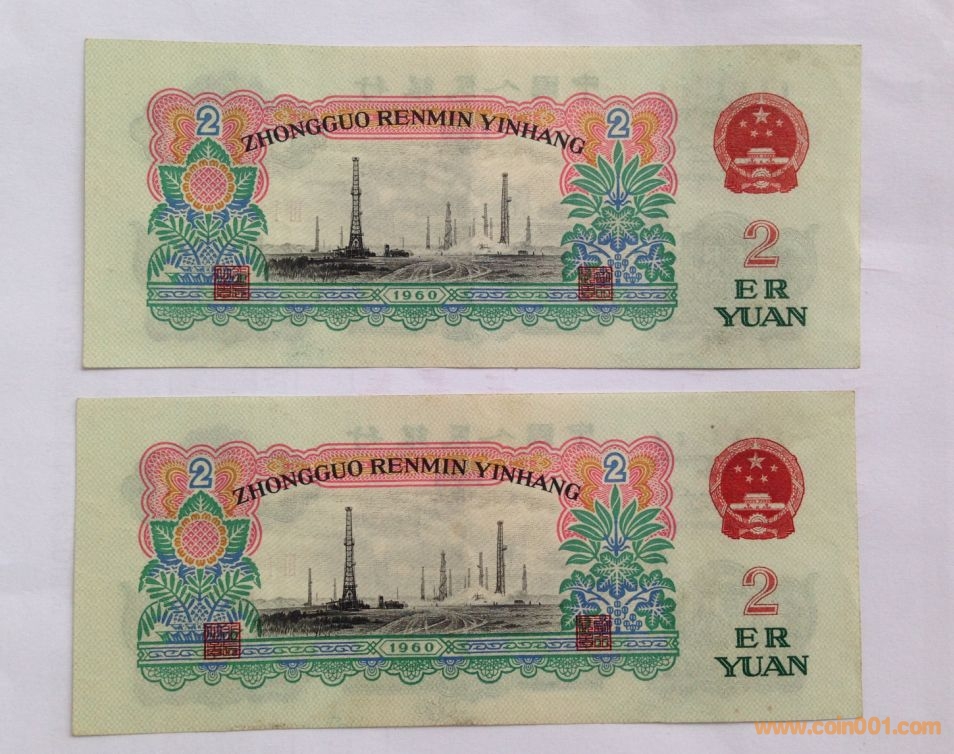 2
2
ZHONGGUO RENMIN YINHANG
2
ER
YUAN
1960
2
2
ZHONGGUO RENMIN YINHANG
2
ER
YUAN
1960
www.coin001.com